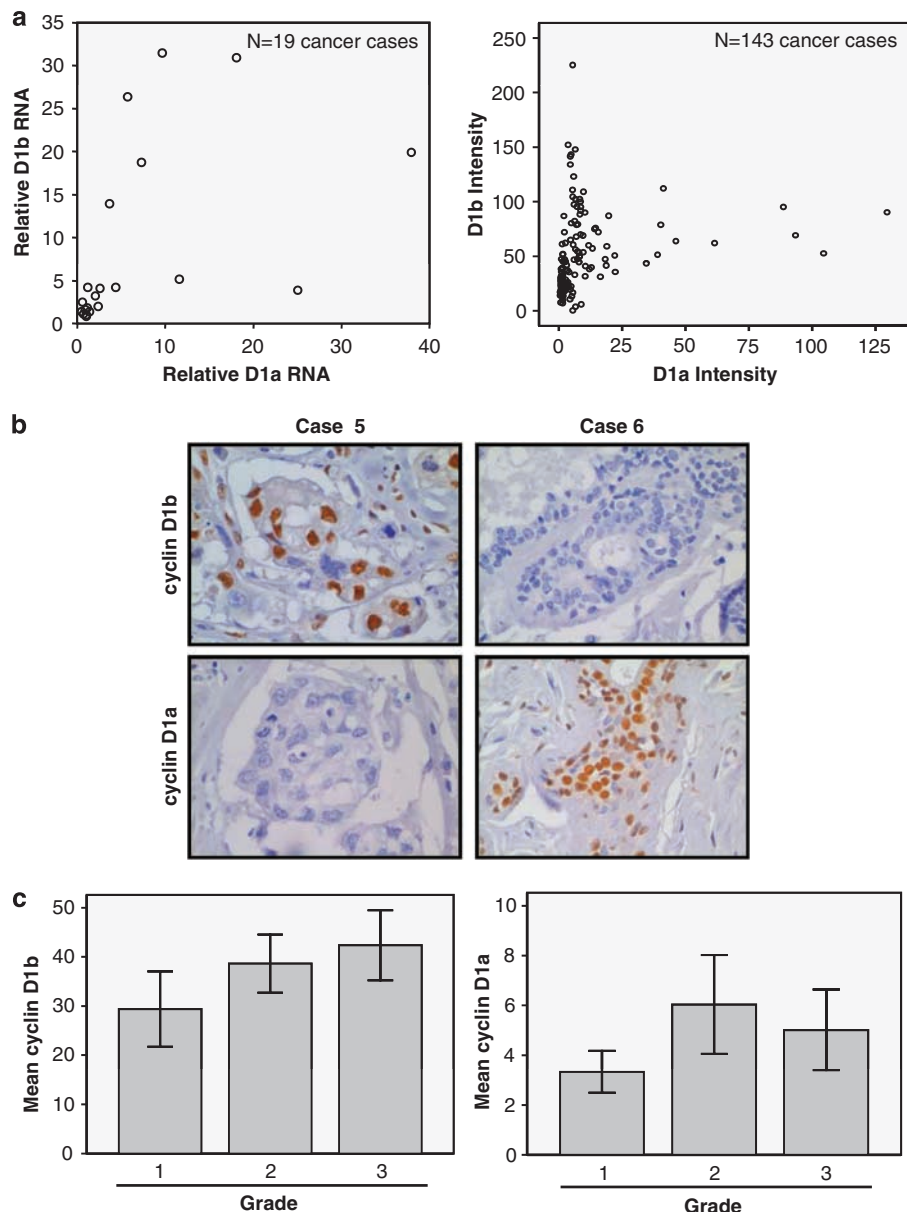 a
N=19 cancer cases
Relative D1b RNA
35
30
25
20
15
10
5
0
0 10 20 30 40
Relative D1a RNA
N=143 cancer cases
D1b Intensity
250
200
150
100
50
0
0 25 50 75 100 125
D1a Intensity
b
Case 5 Case 6
cyclin D1b
cyclin D1a
c
Mean cyclin D1b
50
40
30
20
10
0
1 2 3
Grade
Mean cyclin D1a
10
8
6
4
2
0
1 2 3
Grade